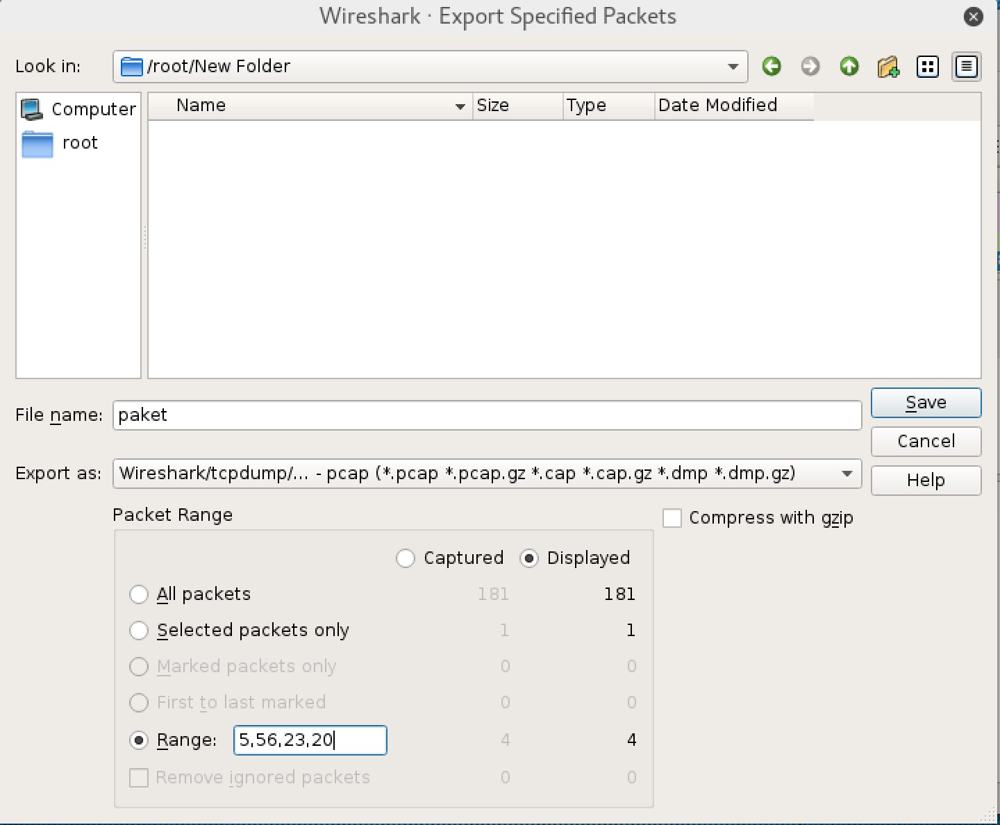 Wireshark · Export Specified Packets
Look in: /root/New Folder
Computer
root
Name Size Type Date Modified
File name: paket
Save
Cancel
Export as: Wireshark/tcpdump/... - pcap (*.pcap *.pcap.gz *.cap *.cap.gz *.dmp *.dmp.gz)
Help
Packet Range
Compress with gzip
Captured Displayed
All packets 181 181
Selected packets only 1 1
Marked packets only 0 0
First to last marked 0 0
Range: 5,56,23,20 4 4
Remove ignored packets 0 0